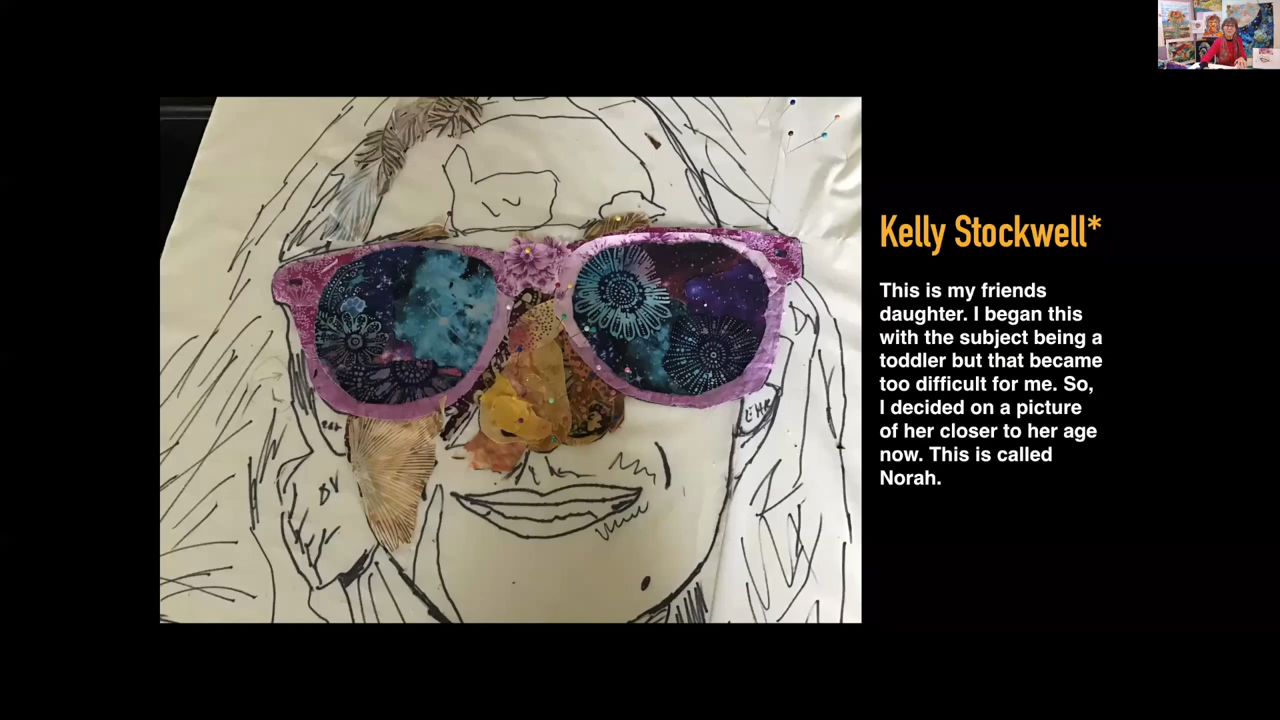 Kelly Stockwell*
This is my friends
daughter. I began this
with the subject being a
toddler but that became
too difficult for me. So,
I decided on a picture
of her closer to her age
now. This is called
Norah.